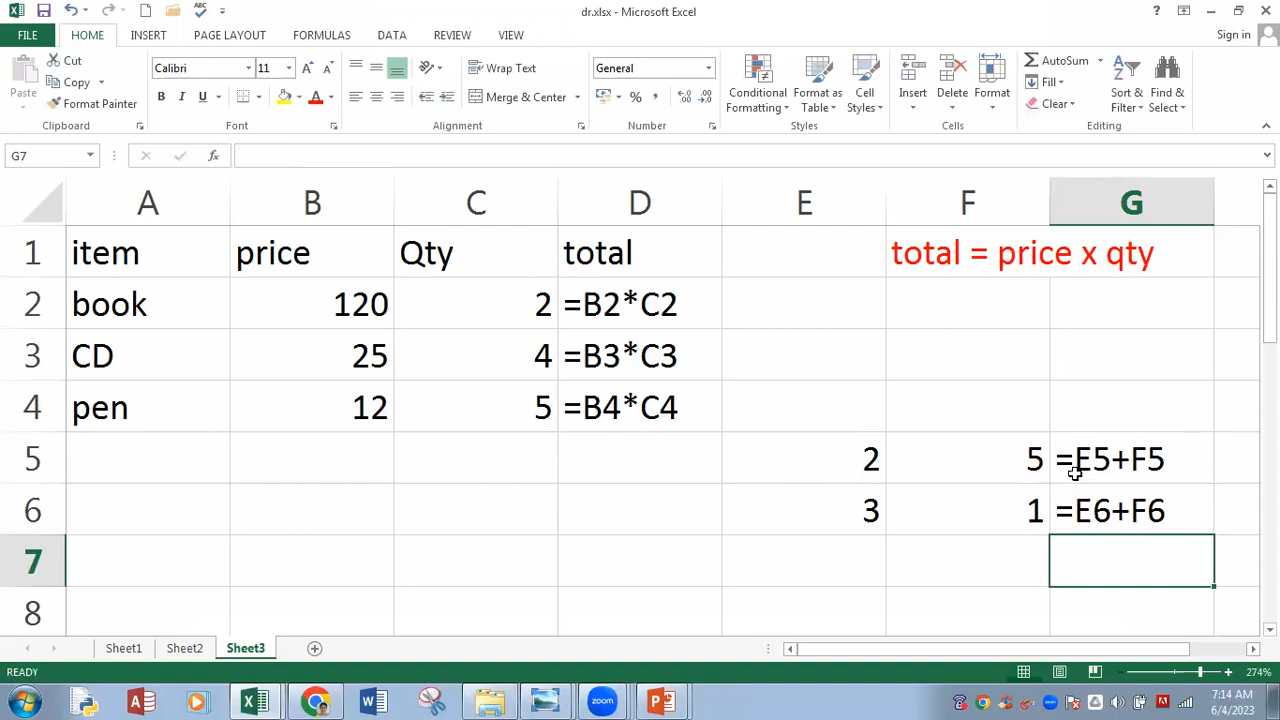 dr.xlsx - Microsoft Excel
FILE HOME INSERT PAGE LAYOUT FORMULAS DATA REVIEW VIEW Sign in
Paste Cut Copy Format Painter
Calibri 11
B I U A
Wrap Text
Merge & Center
General
Conditional Formatting Format as Table Cell Styles
Insert Delete Format
AutoSum Fill Clear
Sort & Filter Find & Select
Clipboard Font Alignment Number Styles Cells Editing
G7 fx
A B C D E F G
1 item price Qty total total = price x qty
2 book 120 2 =B2*C2
3 CD 25 4 =B3*C3
4 pen 12 5 =B4*C4
5 2 5 =E5+F5
6 3 1 =E6+F6
7
8
Sheet1 Sheet2 Sheet3
READY 274%
zoom
7:14 AM
6/4/2023